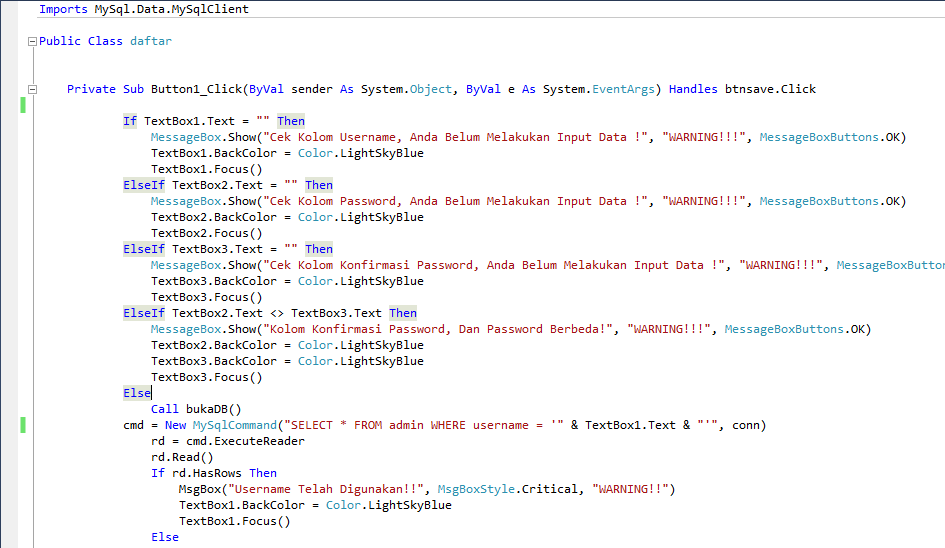 Imports MySql.Data.MySqlClient
Public Class daftar
Private Sub Button1_Click(ByVal sender As System.Object, ByVal e As System.EventArgs) Handles btnsave.Click
If TextBox1.Text = "" Then
MessageBox.Show("Cek Kolom Username, Anda Belum Melakukan Input Data !", "WARNING!!!", MessageBoxButtons.OK)
TextBox1.BackColor = Color.LightSkyBlue
TextBox1.Focus()
ElseIf TextBox2.Text = "" Then
MessageBox.Show("Cek Kolom Password, Anda Belum Melakukan Input Data !", "WARNING!!!", MessageBoxButtons.OK)
TextBox2.BackColor = Color.LightSkyBlue
TextBox2.Focus()
ElseIf TextBox3.Text = "" Then
MessageBox.Show("Cek Kolom Konfirmasi Password, Anda Belum Melakukan Input Data !", "WARNING!!!", MessageBoxButton
TextBox3.BackColor = Color.LightSkyBlue
TextBox3.Focus()
ElseIf TextBox2.Text <> TextBox3.Text Then
MessageBox.Show("Kolom Konfirmasi Password, Dan Password Berbeda!", "WARNING!!!", MessageBoxButtons.OK)
TextBox2.BackColor = Color.LightSkyBlue
TextBox3.BackColor = Color.LightSkyBlue
TextBox3.Focus()
Else
Call bukaDB()
cmd = New MySqlCommand("SELECT * FROM admin WHERE username = '" & TextBox1.Text & "'", conn)
rd = cmd.ExecuteReader
rd.Read()
If rd.HasRows Then
MsgBox("Username Telah Digunakan!!", MsgBoxStyle.Critical, "WARNING!!")
TextBox1.BackColor = Color.LightSkyBlue
TextBox1.Focus()
Else